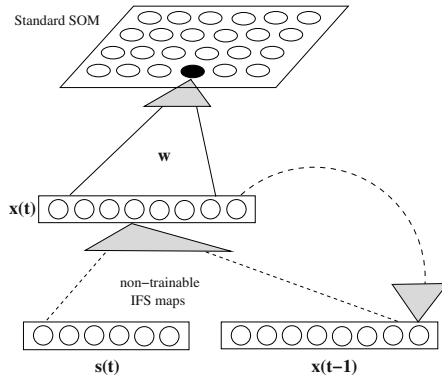 Standard SOM
w
x(t)
non-trainable
IFS maps
s(t)
x(t-1)